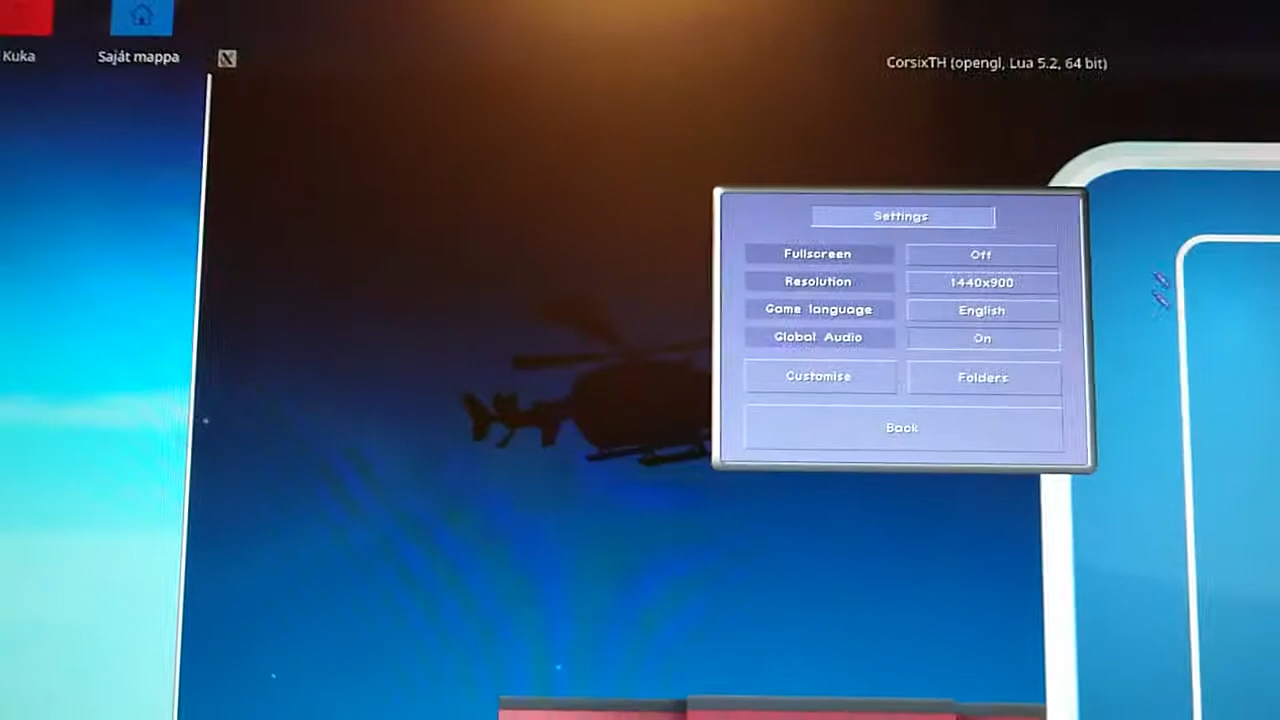 Kuka
Saját mappa
CorsixTH (opengl, Lua 5.2, 64 bit)
Settings
Fullscreen Off
Resolution 1440x900
Game language English
Global Audio On
Customise Folders
Back